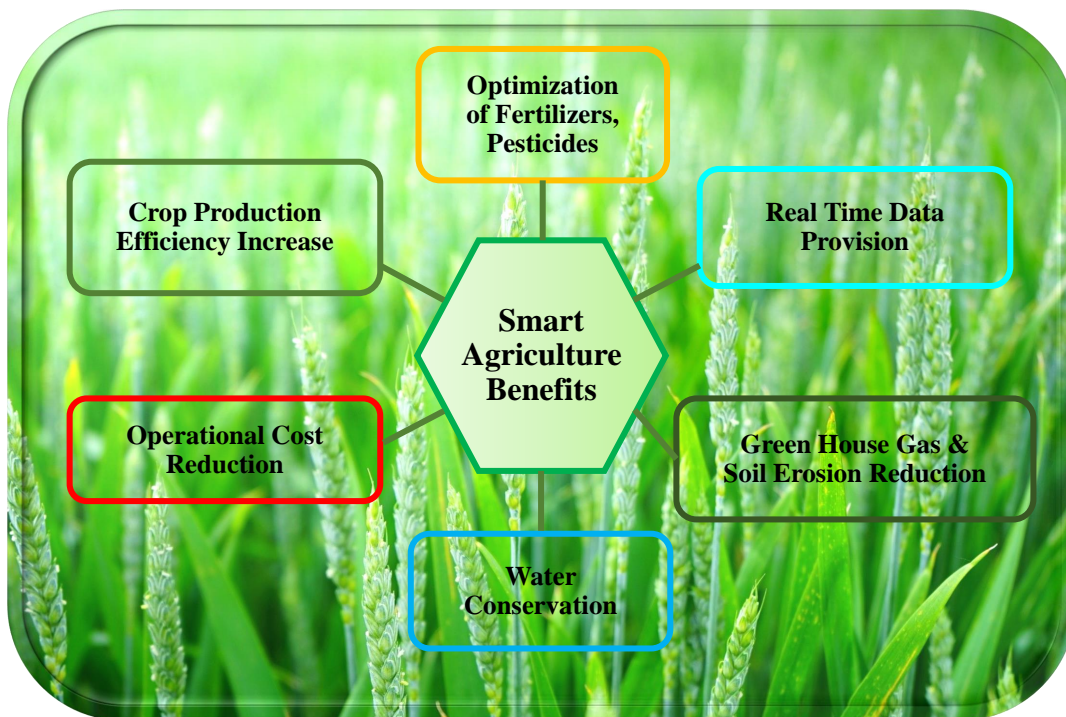 Optimization
of Fertilizers,
Pesticides
Crop Production
Efficiency Increase
Real Time Data
Provision
Smart
Agriculture
Benefits
Operational Cost
Reduction
Green House Gas &
Soil Erosion Reduction
Water
Conservation